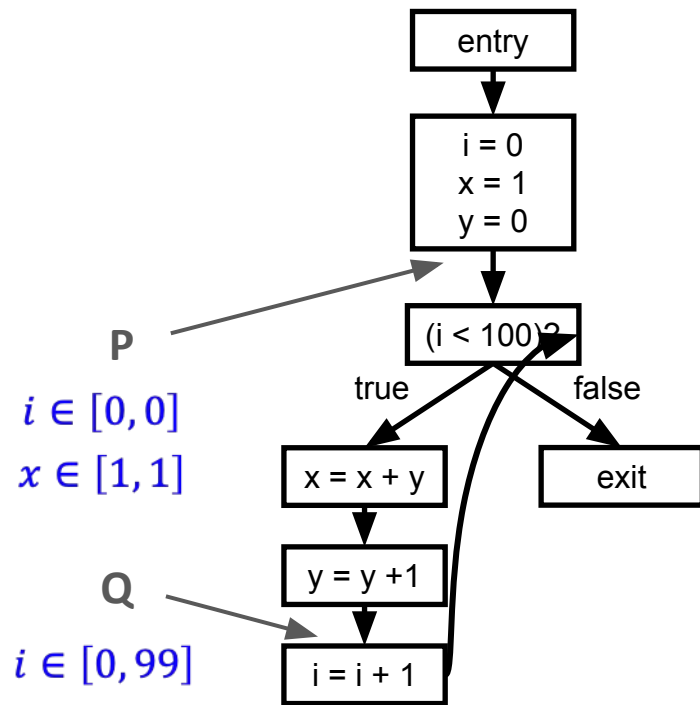 entry
i = 0
x = 1
y = 0
P
(i < 100)?
true
false
i ∈ [0, 0]
x ∈ [1, 1]
x = x + y
exit
y = y +1
Q
i ∈ [0, 99]
i = i + 1